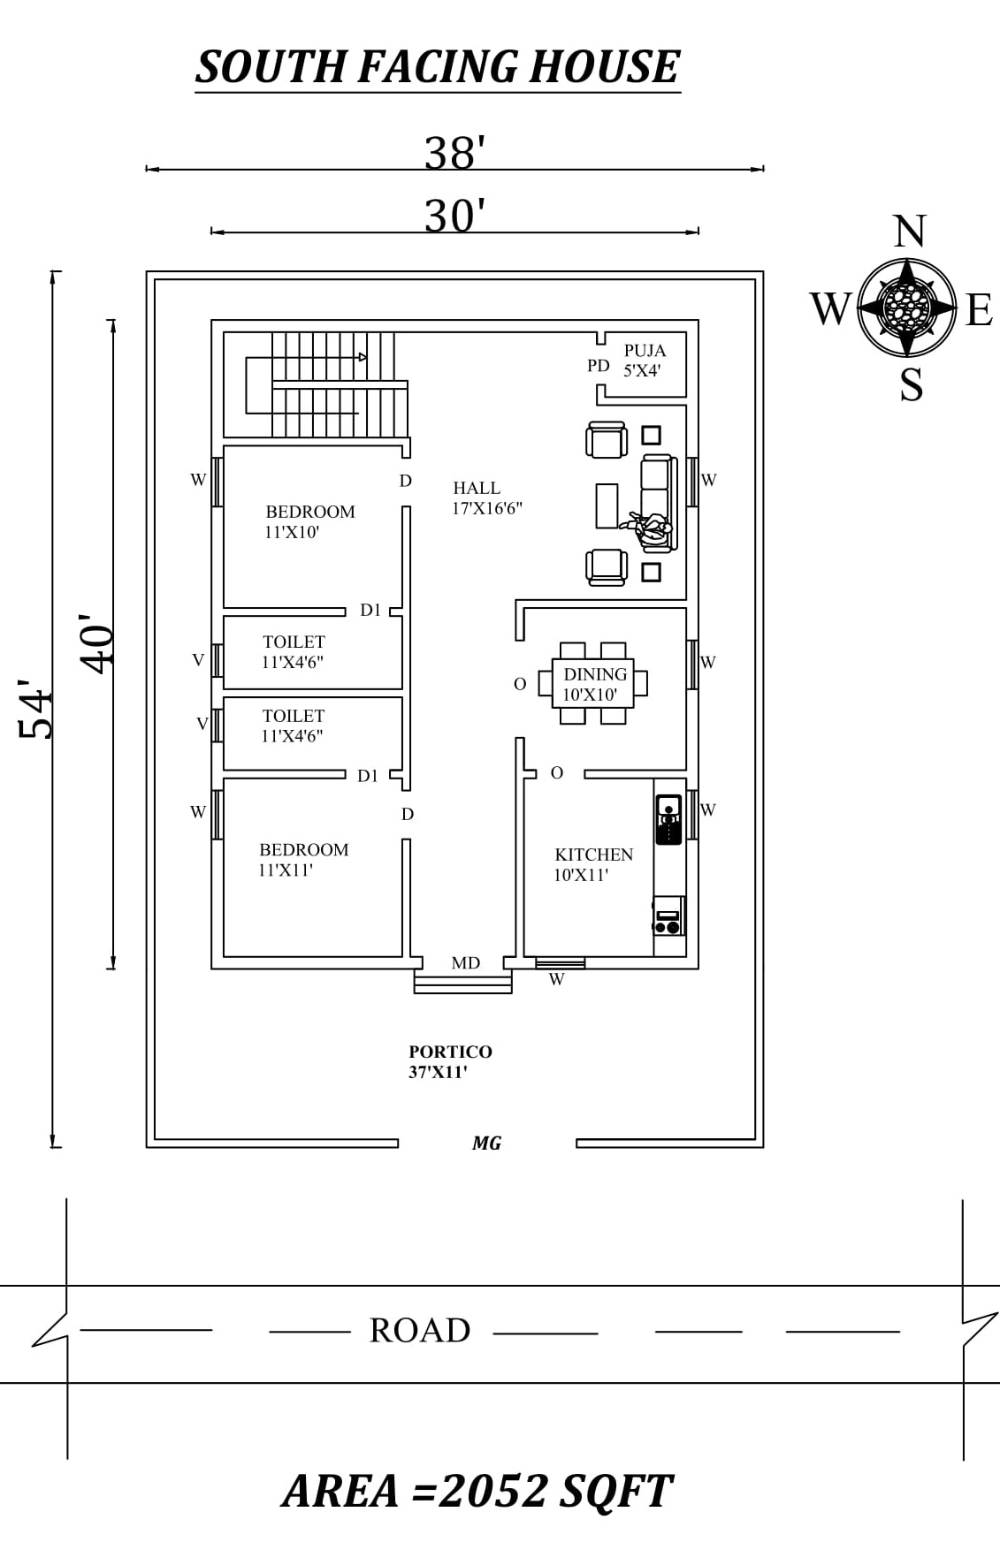 SOUTH FACING HOUSE
38'
30'
N
W
E
S
PUJA
5'X4'
PD
W
D
HALL
17'X16'6"
W
BEDROOM
11'X10'
D1
54'
40'
TOILET
11'X4'6"
V
DINING
10'X10'
W
O
TOILET
11'X4'6"
V
D1
O
W
D
W
BEDROOM
11'X11'
KITCHEN
10'X11'
MD
W
PORTICO
37'X11'
MG
ROAD
AREA =2052 SQFT